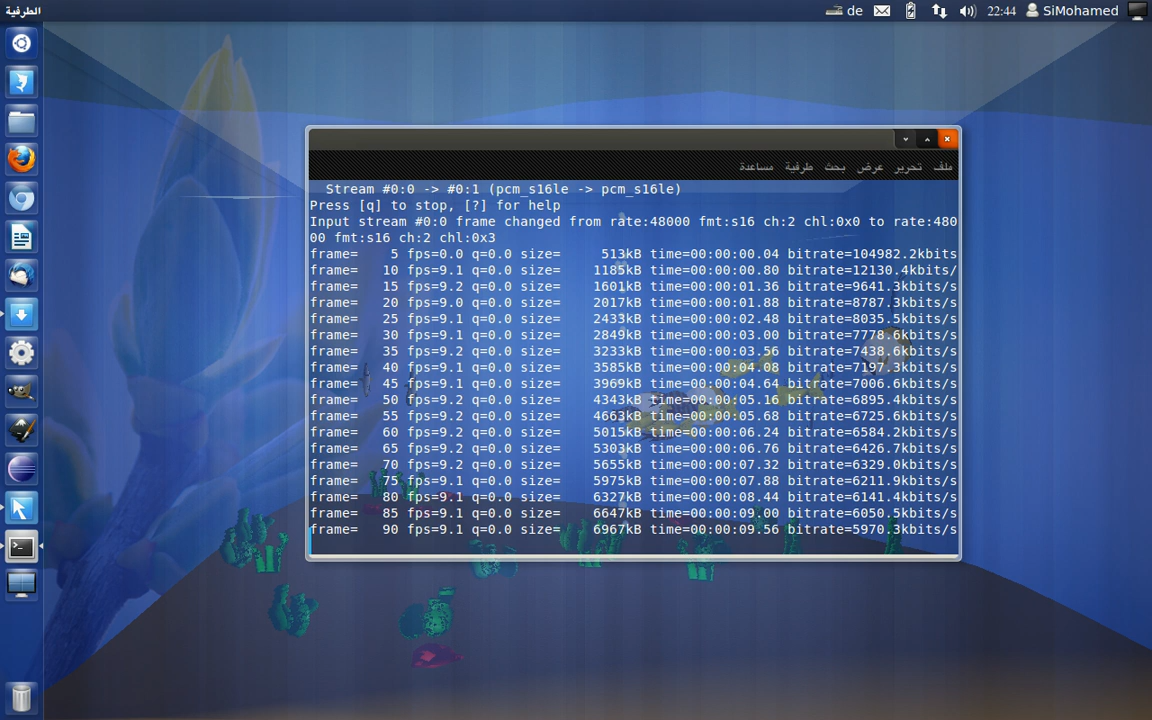 الطرفية
de
22:44
SiMohamed
ملف تحرير عرض بحث طرفية مساعدة
Stream #0:0 -> #0:1 (pcm_s16le -> pcm_s16le)
Press [q] to stop, [?] for help
Input stream #0:0 frame changed from rate:48000 fmt:s16 ch:2 chl:0x0 to rate:480
00 fmt:s16 ch:2 chl:0x3
frame=    5 fps=0.0 q=0.0 size=     513kB time=00:00:00.04 bitrate=104982.2kbits
frame=   10 fps=9.1 q=0.0 size=    1185kB time=00:00:00.80 bitrate=12130.4kbits/
frame=   15 fps=9.2 q=0.0 size=    1601kB time=00:00:01.36 bitrate=9641.3kbits/s
frame=   20 fps=9.0 q=0.0 size=    2017kB time=00:00:01.88 bitrate=8787.3kbits/s
frame=   25 fps=9.1 q=0.0 size=    2433kB time=00:00:02.48 bitrate=8035.5kbits/s
frame=   30 fps=9.1 q=0.0 size=    2849kB time=00:00:03.00 bitrate=7778.6kbits/s
frame=   35 fps=9.2 q=0.0 size=    3233kB time=00:00:03.56 bitrate=7438.6kbits/s
frame=   40 fps=9.1 q=0.0 size=    3585kB time=00:00:04.08 bitrate=7197.3kbits/s
frame=   45 fps=9.1 q=0.0 size=    3969kB time=00:00:04.64 bitrate=7006.6kbits/s
frame=   50 fps=9.2 q=0.0 size=    4343kB time=00:00:05.16 bitrate=6895.4kbits/s
frame=   55 fps=9.2 q=0.0 size=    4663kB time=00:00:05.68 bitrate=6725.6kbits/s
frame=   60 fps=9.2 q=0.0 size=    5015kB time=00:00:06.24 bitrate=6584.2kbits/s
frame=   65 fps=9.2 q=0.0 size=    5303kB time=00:00:06.76 bitrate=6426.7kbits/s
frame=   70 fps=9.2 q=0.0 size=    5655kB time=00:00:07.32 bitrate=6329.0kbits/s
frame=   75 fps=9.1 q=0.0 size=    5975kB time=00:00:07.88 bitrate=6211.9kbits/s
frame=   80 fps=9.1 q=0.0 size=    6327kB time=00:00:08.44 bitrate=6141.4kbits/s
frame=   85 fps=9.1 q=0.0 size=    6647kB time=00:00:09.00 bitrate=6050.5kbits/s
frame=   90 fps=9.1 q=0.0 size=    6967kB time=00:00:09.56 bitrate=5970.3kbits/s